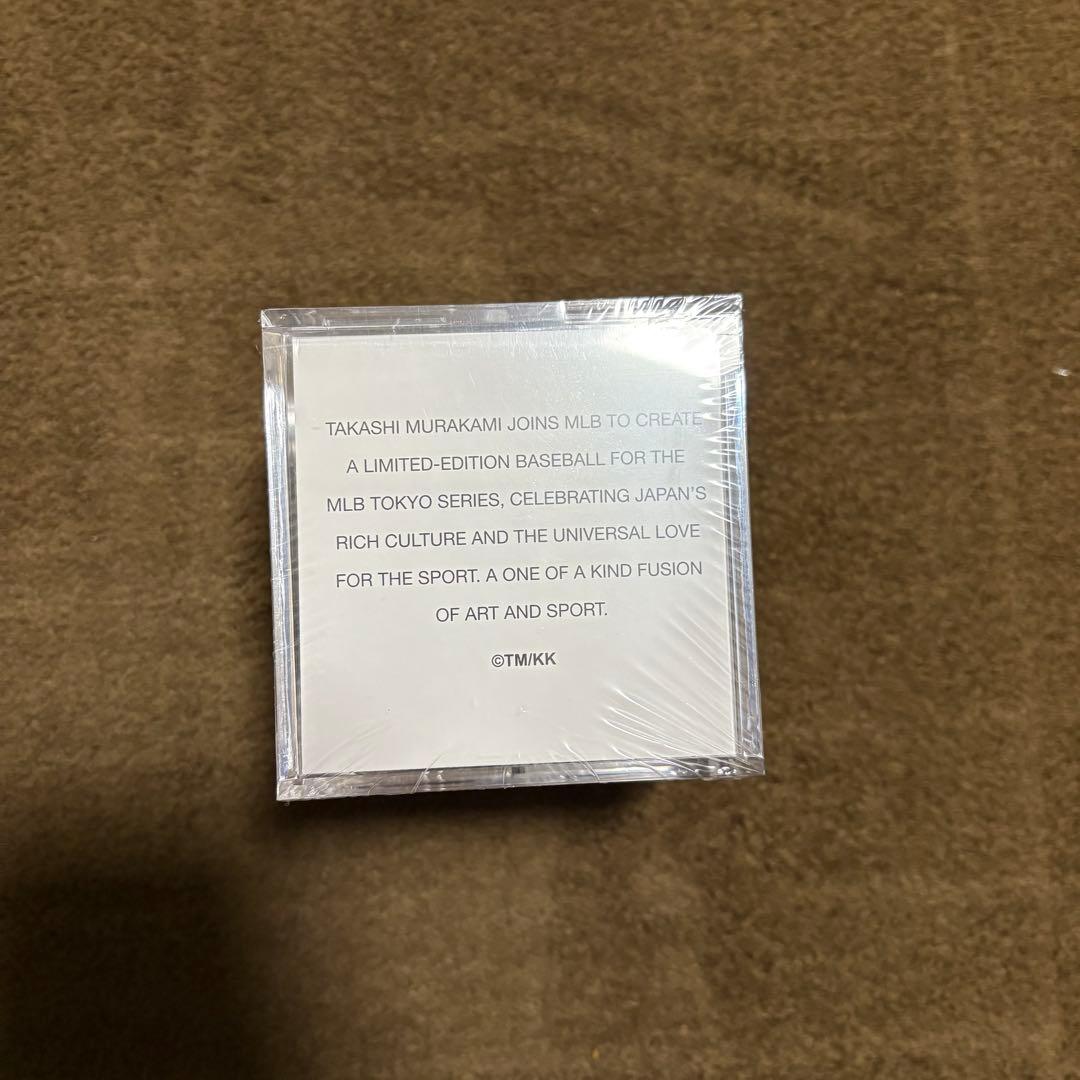 TAKASHI MURAKAMI JOINS MLB TO CREATE
A LIMITED-EDITION BASEBALL FOR THE
MLB TOKYO SERIES, CELEBRATING JAPAN'S
RICH CULTURE AND THE UNIVERSAL LOVE
FOR THE SPORT. A ONE OF A KIND FUSION
OF ART AND SPORT.
©TM/KK